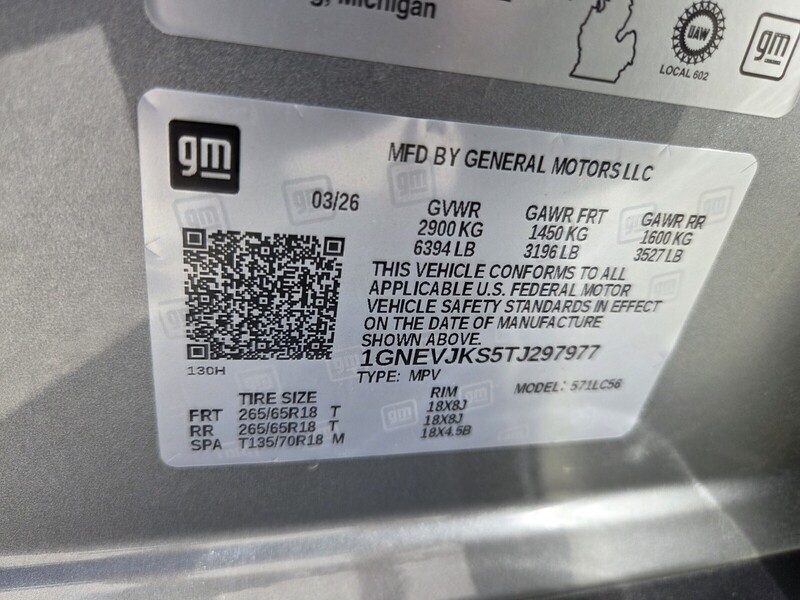 g, Michigan
UAW
LOCAL 602
gm
gm
MFD BY GENERAL MOTORS LLC
03/26
GVWR GAWR FRT GAWR RR
2900 KG 1450 KG 1600 KG
6394 LB 3196 LB 3527 LB
THIS VEHICLE CONFORMS TO ALL
APPLICABLE U.S. FEDERAL MOTOR
VEHICLE SAFETY STANDARDS IN EFFECT
ON THE DATE OF MANUFACTURE
SHOWN ABOVE.
1GNEVJKS5TJ297977
130H
TYPE: MPV MODEL: 571LC56
TIRE SIZE RIM
FRT 265/65R18 T 18X8J
RR 265/65R18 T 18X8J
SPA T135/70R18 M 18X4.5B